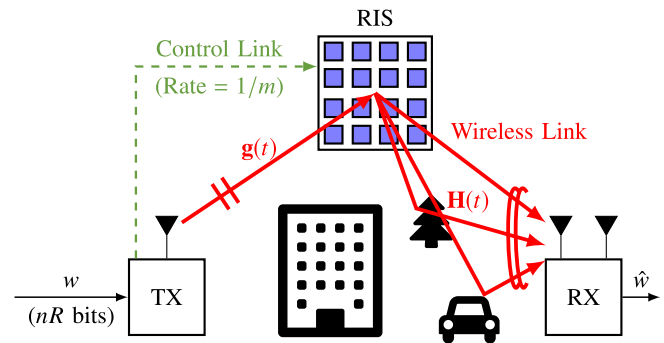 RIS
Control Link
(Rate = 1/m)
Wireless Link
g(t)
H(t)
w
TX
(nR bits)
RX
ŵ